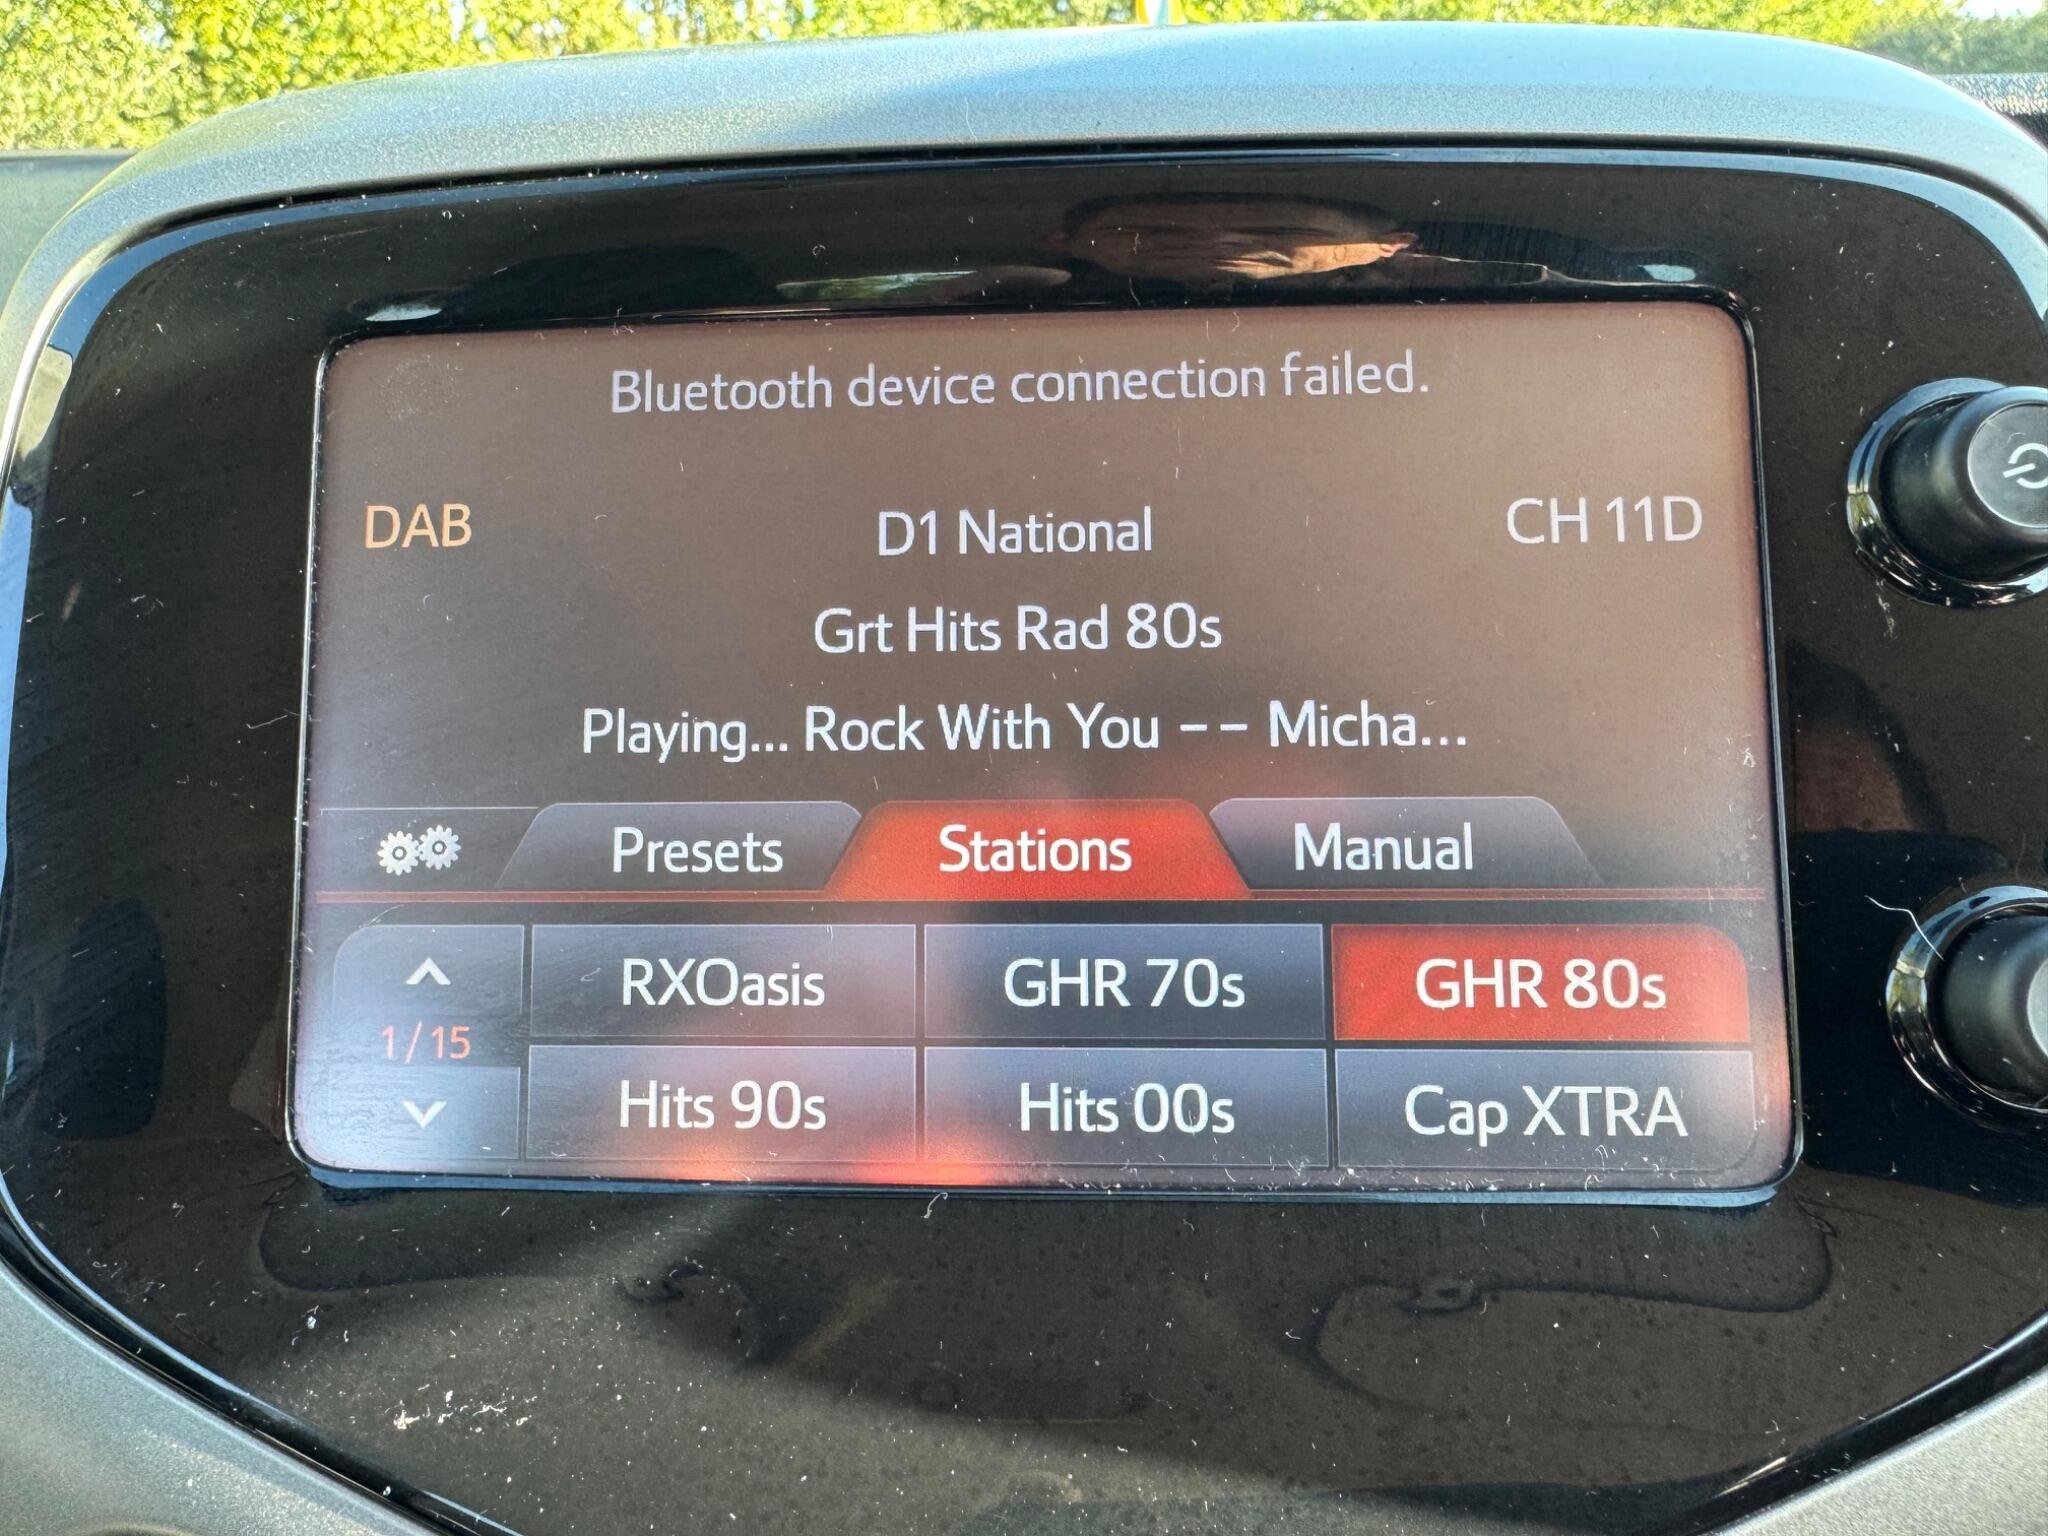 Bluetooth device connection failed.
DAB D1 National CH 11D
Grt Hits Rad 80s
Playing... Rock With You -- Micha...
Presets Stations Manual
RXOasis GHR 70s GHR 80s
1/15
Hits 90s Hits 00s Cap XTRA